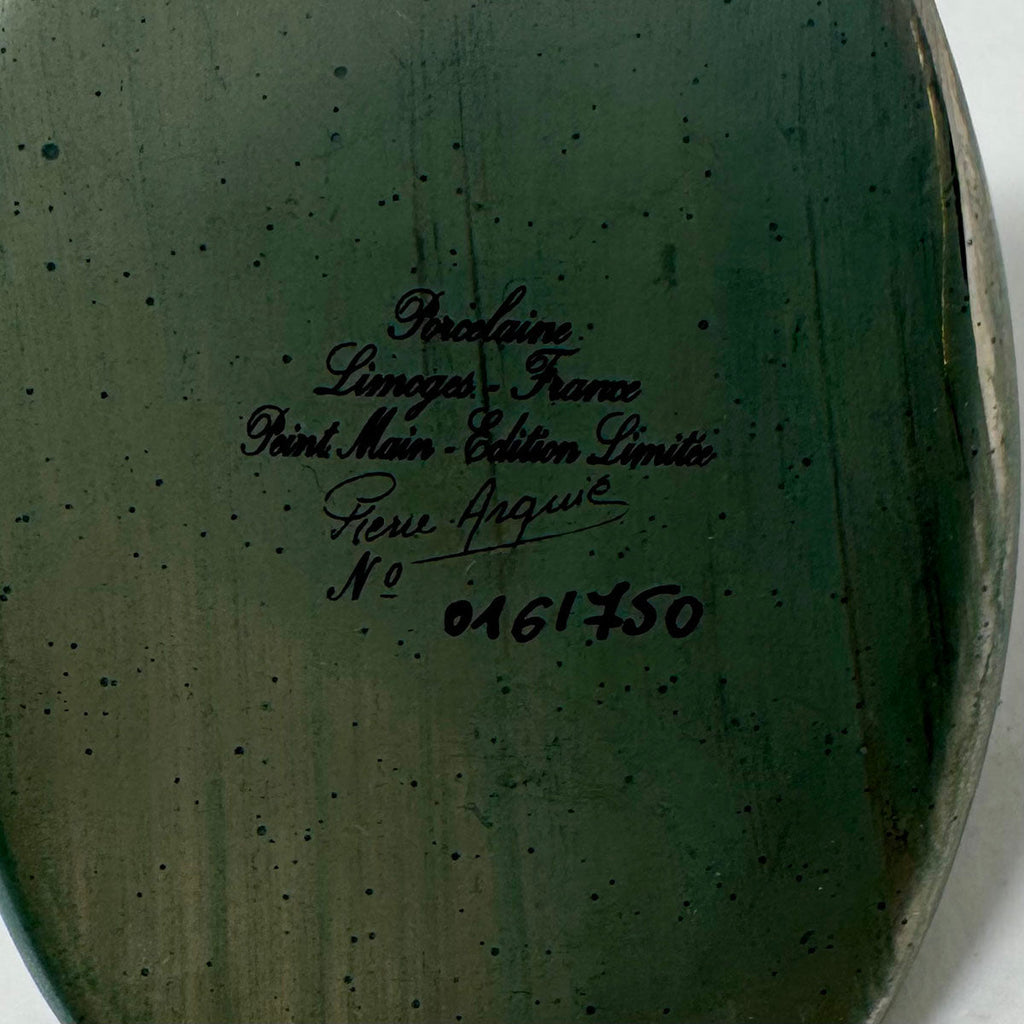 Porcelaine
Limoges - France
Peint Main - Edition Limitée
Pierre Arquié
Nº
0161750